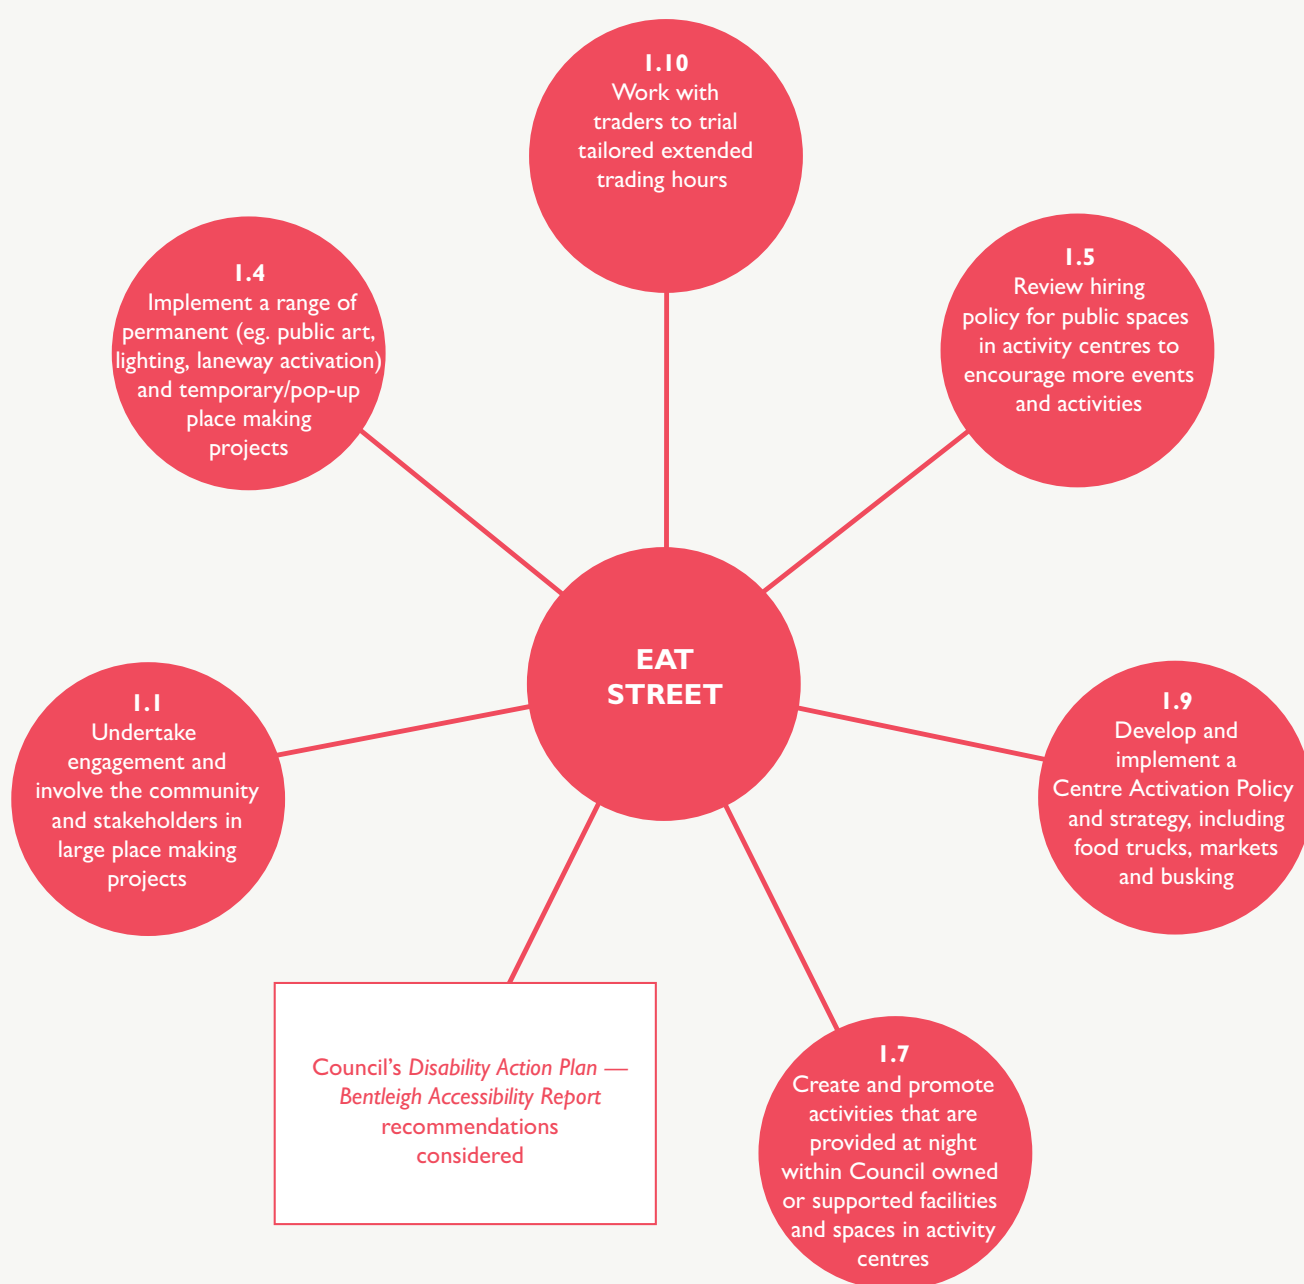 1.10
Work with
traders to trial
tailored extended
trading hours
1.4
Implement a range of
permanent (eg. public art,
lighting, laneway activation)
and temporary/pop-up
place making
projects
1.5
Review hiring
policy for public spaces
in activity centres to
encourage more events
and activities
EAT
STREET
1.1
Undertake
engagement and
involve the community
and stakeholders in
large place making
projects
1.9
Develop and
implement a
Centre Activation Policy
and strategy, including
food trucks, markets
and busking
Council's Disability Action Plan —
Bentleigh Accessibility Report
recommendations
considered
1.7
Create and promote
activities that are
provided at night
within Council owned
or supported facilities
and spaces in activity
centres